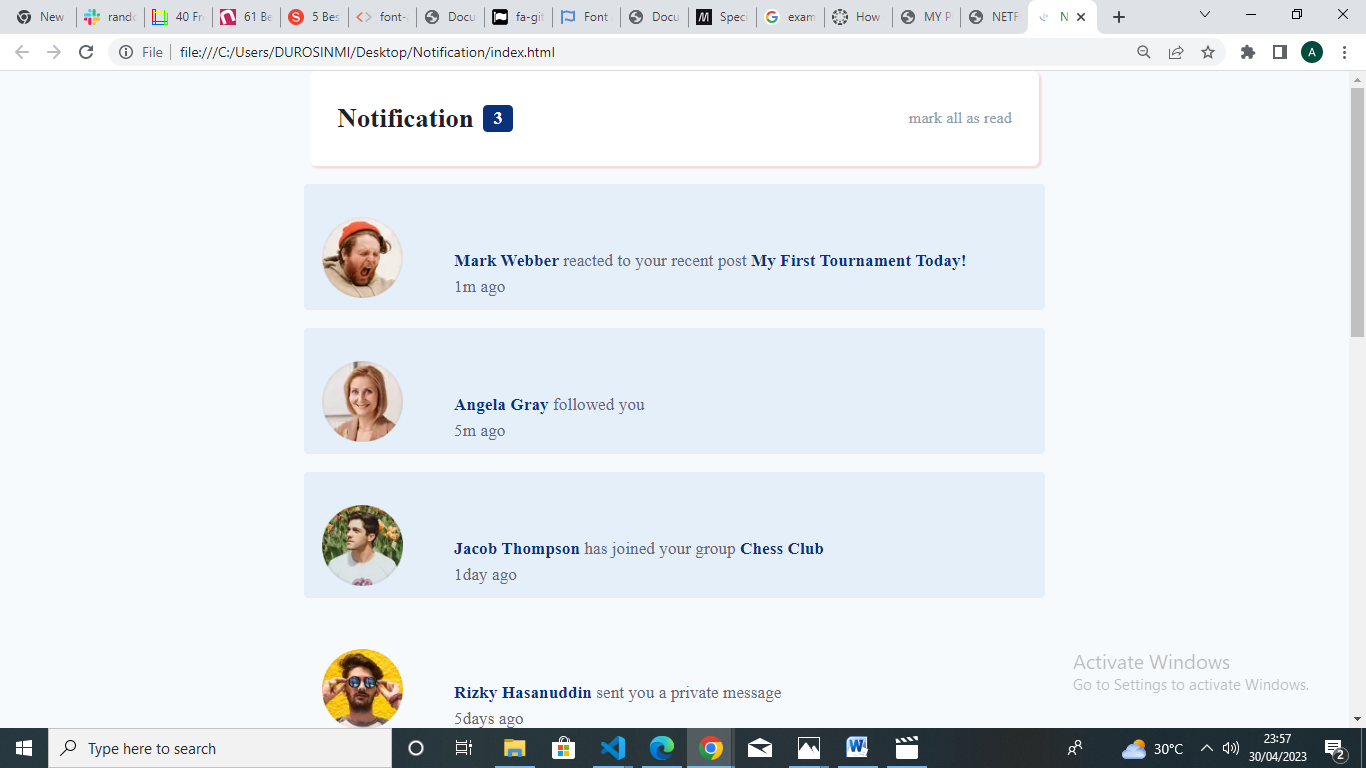 New
rando
40 Fr
61 Be
5 Bes
font-
Docu
fa-git
Font
Docu
Speci
exam
How
MY P
NETF
N
File
file:///C:/Users/DUROSINMI/Desktop/Notification/index.html
A
Notification 3
mark all as read
Mark Webber reacted to your recent post My First Tournament Today!
1m ago
Angela Gray followed you
5m ago
Jacob Thompson has joined your group Chess Club
1day ago
Rizky Hasanuddin sent you a private message
5days ago
Activate Windows
Go to Settings to activate Windows.
Type here to search
30°C
23:57
30/04/2023
2